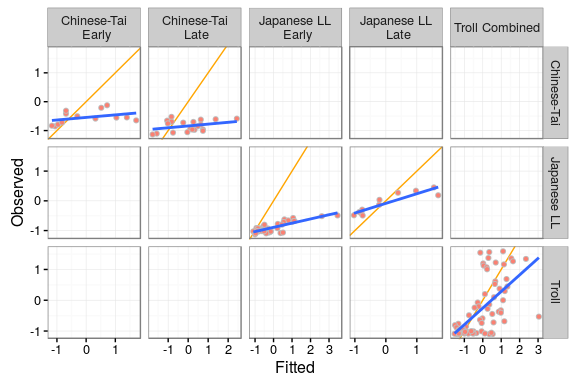 Chinese-Tai Early
Chinese-Tai Late
Japanese LL Early
Japanese LL Late
Troll Combined
Chinese-Tai
Japanese LL
Troll
Observed
1
0
-1
1
0
-1
1
0
-1
-1 0 1
-1 0 1 2
-1 0 1 2 3
-1 0 1
-1 0 1 2 3
Fitted